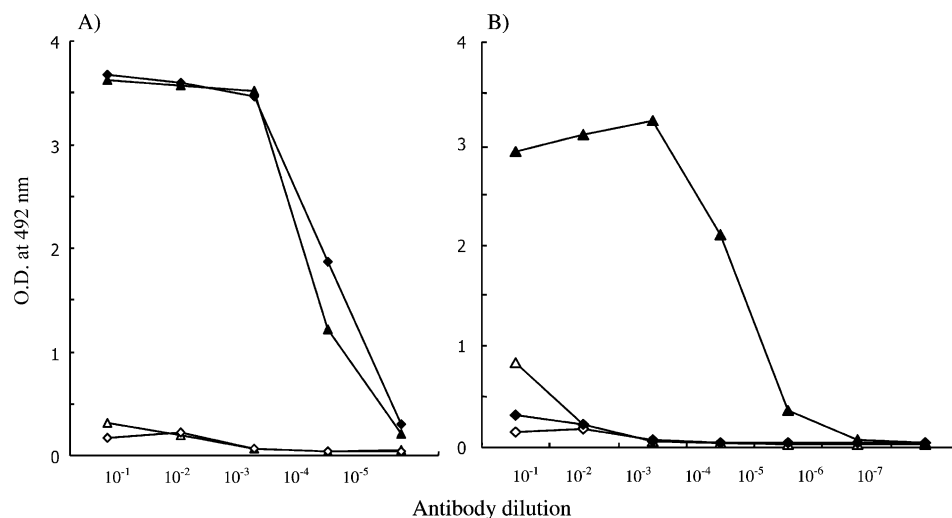 A)
B)
O.D. at 492 nm
4
3
2
1
0
10⁻¹ 10⁻² 10⁻³ 10⁻⁴ 10⁻⁵
4
3
2
1
0
10⁻¹ 10⁻² 10⁻³ 10⁻⁴ 10⁻⁵ 10⁻⁶ 10⁻⁷
Antibody dilution